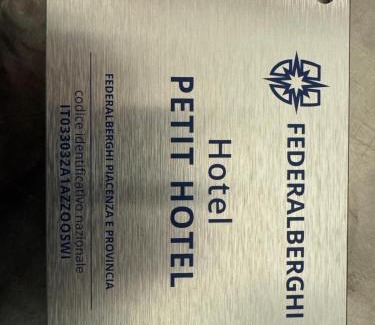 FEDERALBERGHI
Hotel
PETIT HOTEL
FEDERALBERGHI PIACENZA E PROVINCIA
codice identificativo nazionale
IT033032A1AZZQOSWI